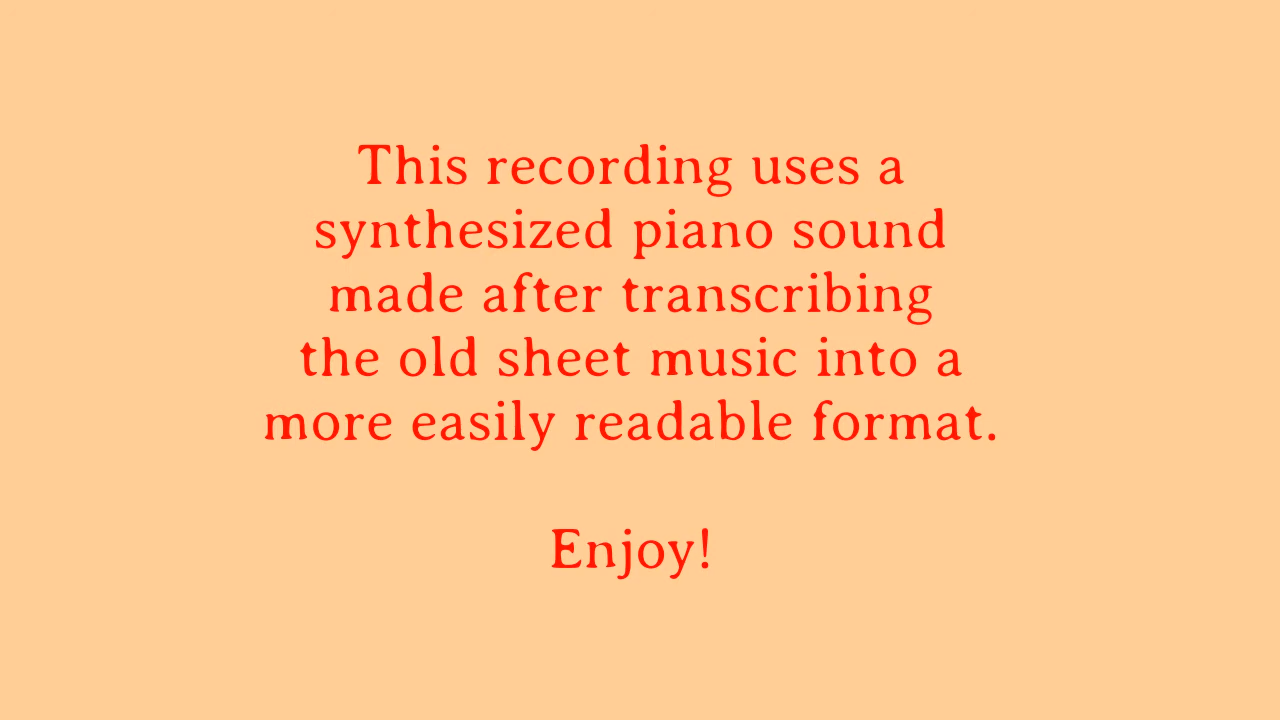 This recording uses a
synthesized piano sound
made after transcribing
the old sheet music into a
more easily readable format.
Enjoy!